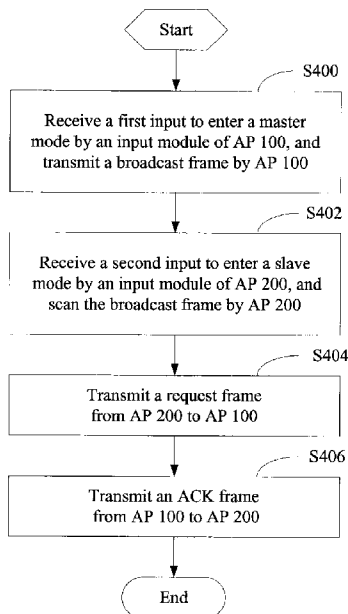 Start
S400
Receive a first input to enter a master
mode by an input module of AP 100, and
transmit a broadcast frame by AP 100
S402
Receive a second input to enter a slave
mode by an input module of AP 200, and
scan the broadcast frame by AP 200
S404
Transmit a request frame
from AP 200 to AP 100
S406
Transmit an ACK frame
from AP 100 to AP 200
End